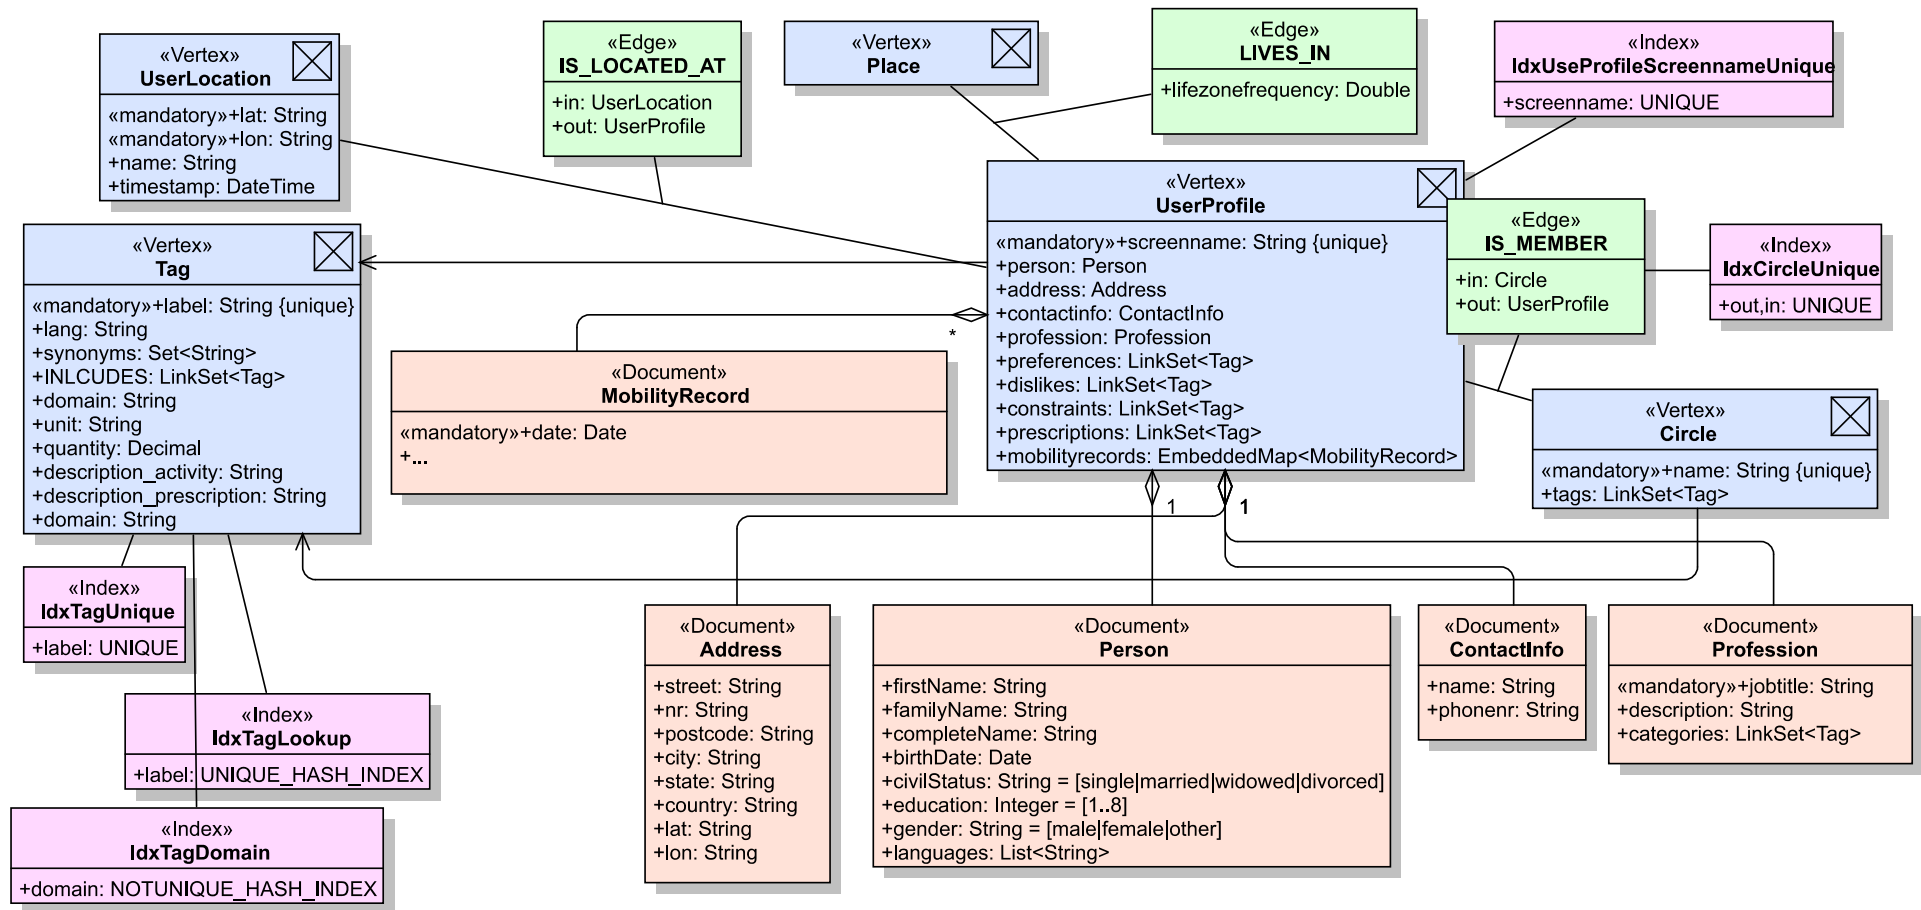 «Vertex»
UserLocation
«mandatory»+lat: String
«mandatory»+lon: String
+name: String
+timestamp: DateTime
«Edge»
IS_LOCATED_AT
+in: UserLocation
+out: UserProfile
«Vertex»
Place
«Edge»
LIVES_IN
+lifezonefrequency: Double
«Index»
IdxUseProfileScreennameUnique
+screenname: UNIQUE
«Vertex»
Tag
«mandatory»+label: String {unique}
+lang: String
+synonyms: Set<String>
+INLCUDES: LinkSet<Tag>
+domain: String
+unit: String
+quantity: Decimal
+description_activity: String
+description_prescription: String
+domain: String
«Vertex»
UserProfile
«mandatory»+screenname: String {unique}
+person: Person
+address: Address
+contactinfo: ContactInfo
+profession: Profession
+preferences: LinkSet<Tag>
+dislikes: LinkSet<Tag>
+constraints: LinkSet<Tag>
+prescriptions: LinkSet<Tag>
+mobilityrecords: EmbeddedMap<MobilityRecord>
«Edge»
IS_MEMBER
+in: Circle
+out: UserProfile
«Index»
IdxCircleUnique
+out,in: UNIQUE
*
«Document»
MobilityRecord
«mandatory»+date: Date
+...
«Vertex»
Circle
«mandatory»+name: String {unique}
+tags: LinkSet<Tag>
1
1
«Index»
IdxTagUnique
+label: UNIQUE
«Index»
IdxTagLookup
+label: UNIQUE_HASH_INDEX
«Index»
IdxTagDomain
+domain: NOTUNIQUE_HASH_INDEX
«Document»
Address
+street: String
+nr: String
+postcode: String
+city: String
+state: String
+country: String
+lat: String
+lon: String
«Document»
Person
+firstName: String
+familyName: String
+completeName: String
+birthDate: Date
+civilStatus: String = [single|married|widowed|divorced]
+education: Integer = [1..8]
+gender: String = [male|female|other]
+languages: List<String>
«Document»
ContactInfo
+name: String
+phonenr: String
«Document»
Profession
«mandatory»+jobtitle: String
+description: String
+categories: LinkSet<Tag>